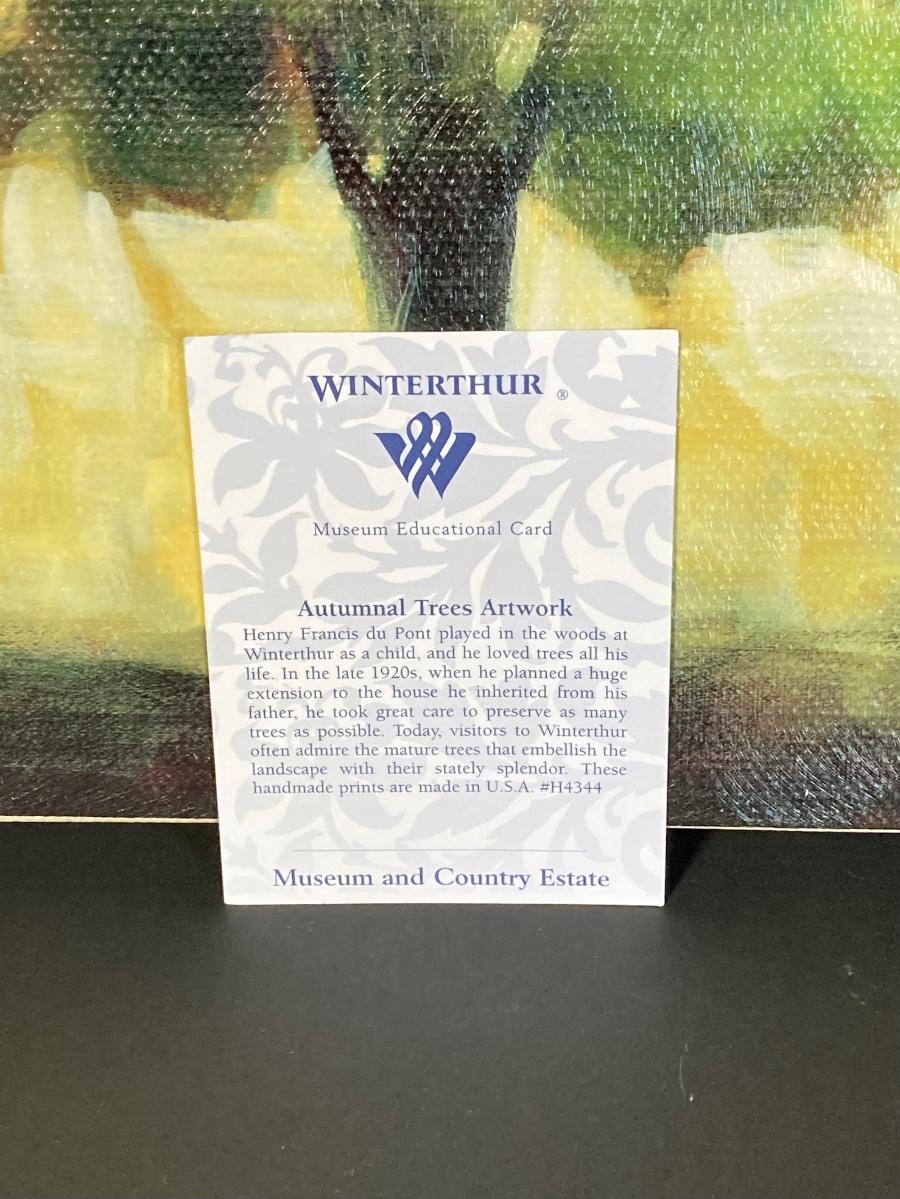 WINTERTHUR ®
Museum Educational Card
Autumnal Trees Artwork
Henry Francis du Pont played in the woods at
Winterthur as a child, and he loved trees all his
life. In the late 1920s, when he planned a huge
extension to the house he inherited from his
father, he took great care to preserve as many
trees as possible. Today, visitors to Winterthur
often admire the mature trees that embellish the
landscape with their stately splendor. These
handmade prints are made in U.S.A. #H4344
Museum and Country Estate